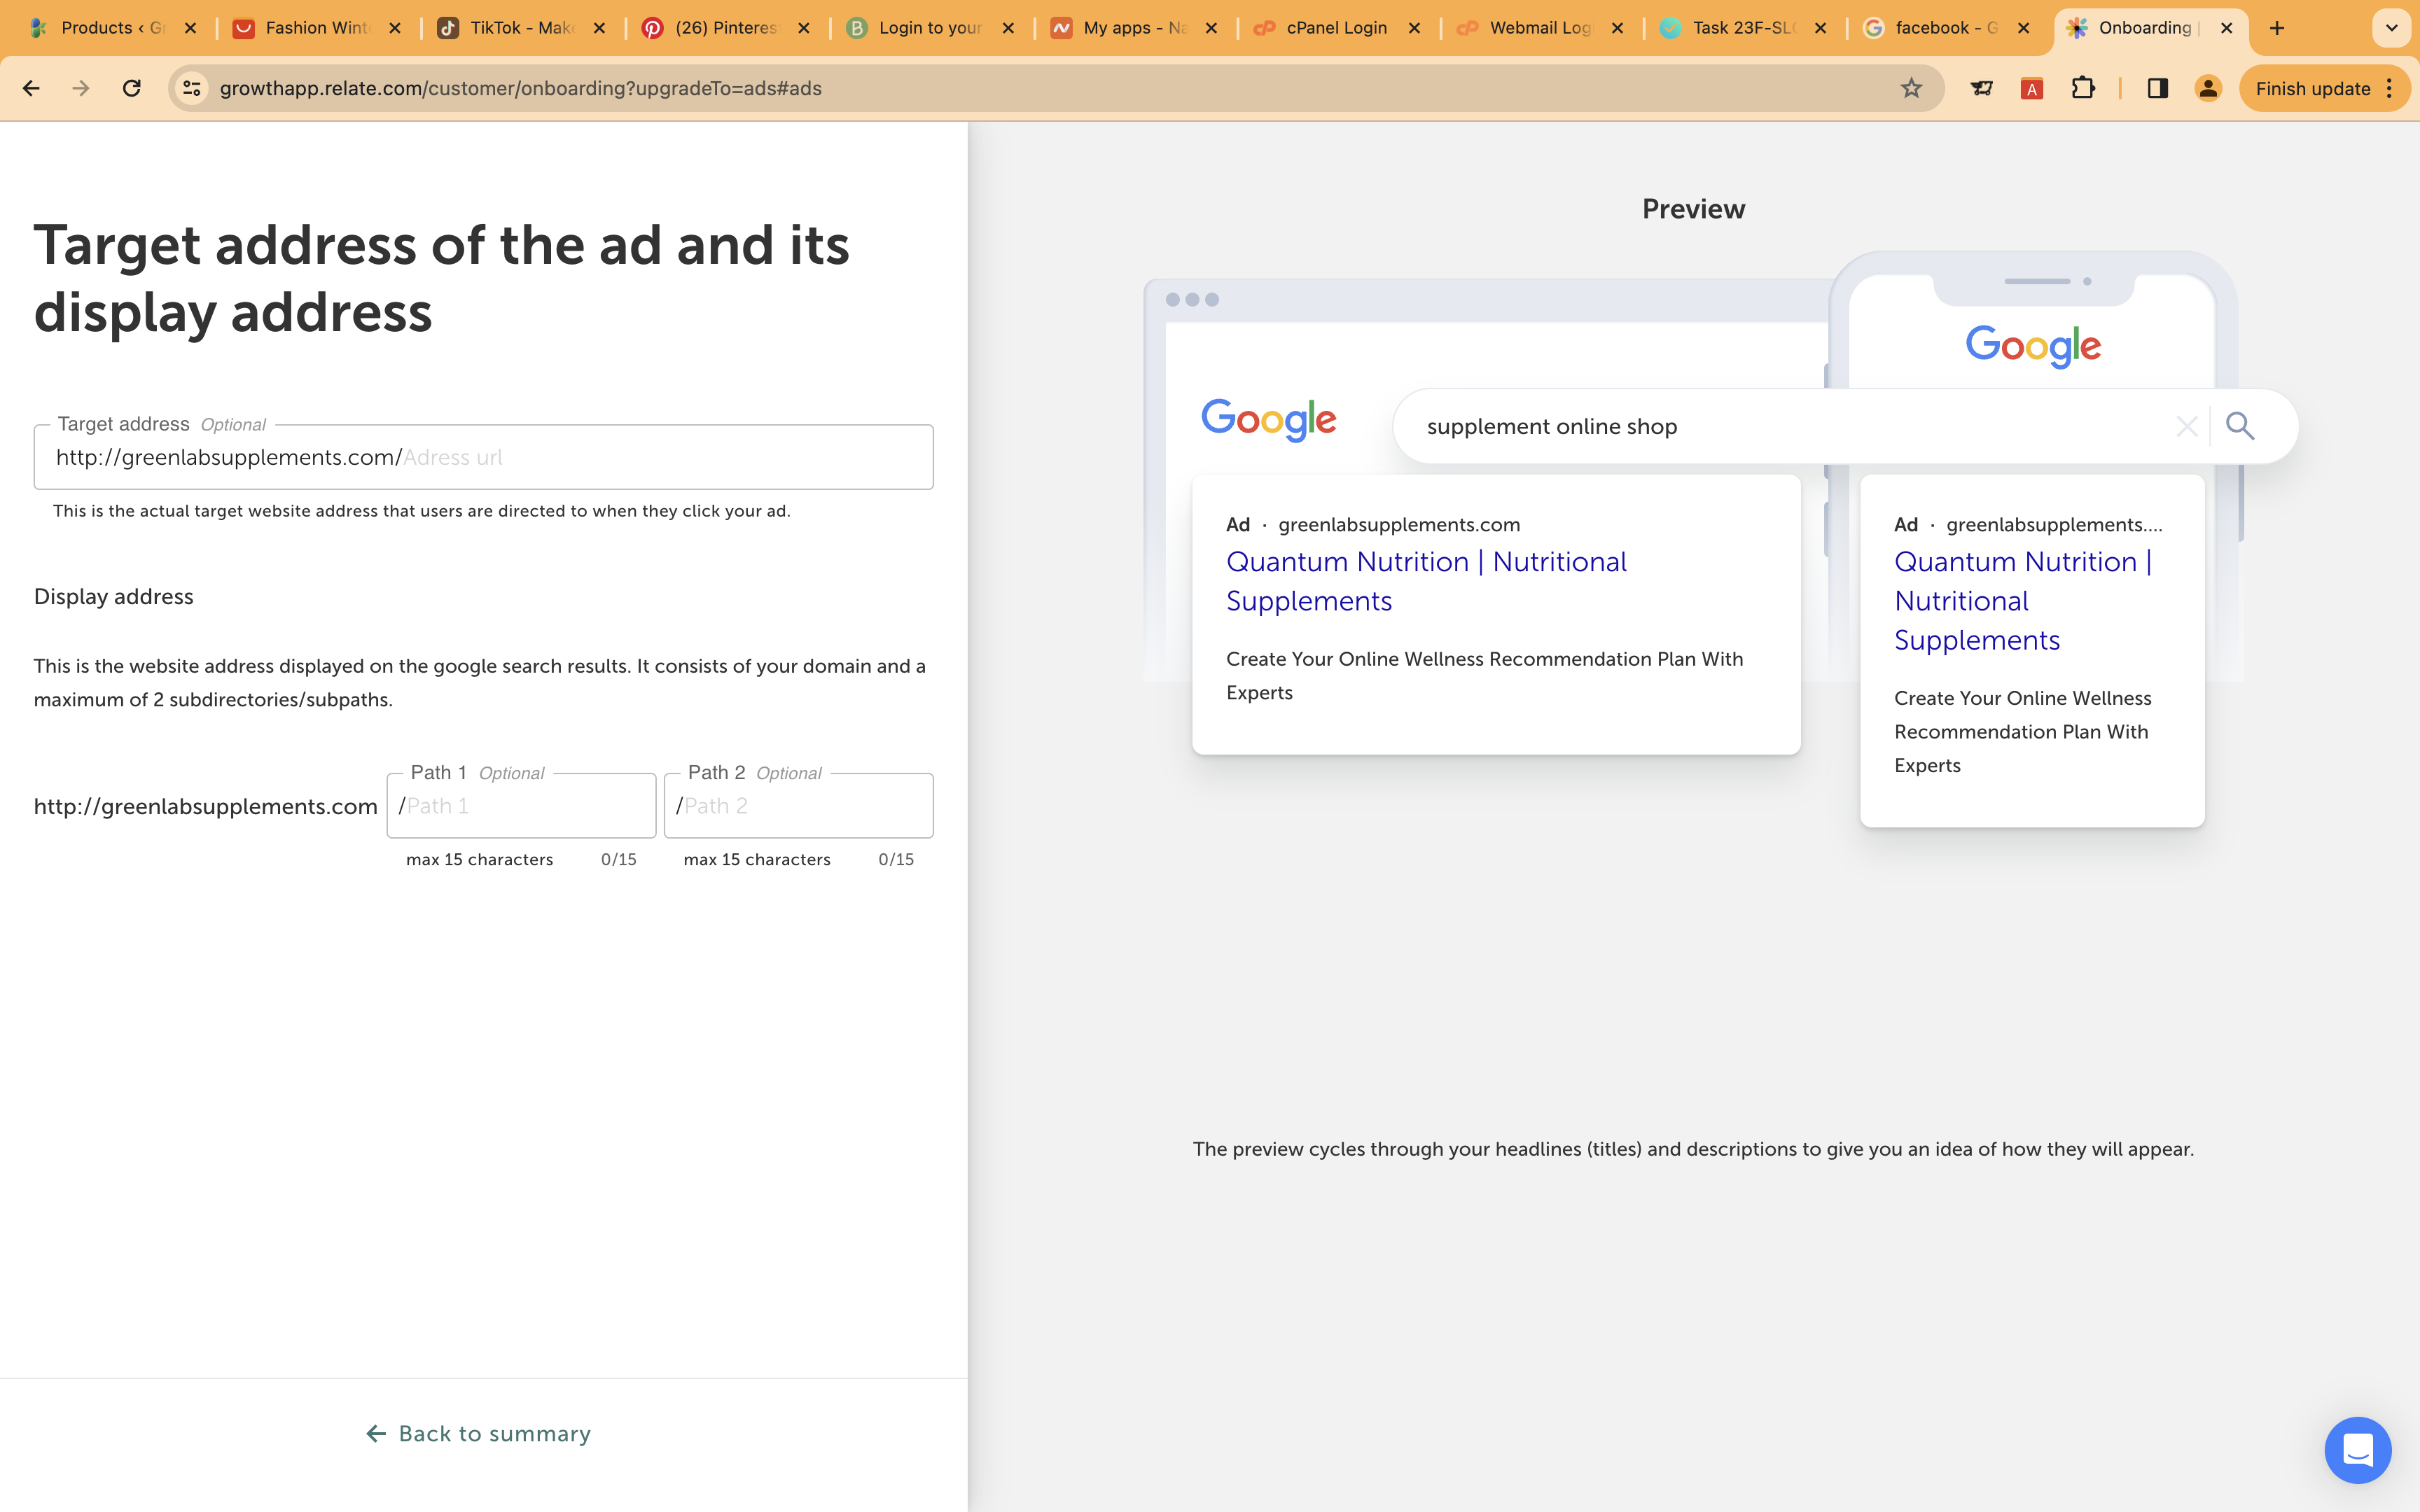 Products ‹ Gr
Fashion Wint
TikTok - Make
(26) Pinteres
Login to your
My apps - Na
cPanel Login
Webmail Log
Task 23F-SL
facebook - G
Onboarding |
growthapp.relate.com/customer/onboarding?upgradeTo=ads#ads
A
Finish update
Target address of the ad and its
display address
Target address Optional
http://greenlabsupplements.com/Adress url
This is the actual target website address that users are directed to when they click your ad.
Display address
This is the website address displayed on the google search results. It consists of your domain and a
maximum of 2 subdirectories/subpaths.
http://greenlabsupplements.com
Path 1 Optional
/Path 1
max 15 characters 0/15
Path 2 Optional
/Path 2
max 15 characters 0/15
← Back to summary
Preview
Google
Google
supplement online shop
Ad · greenlabsupplements.com
Quantum Nutrition | Nutritional
Supplements
Create Your Online Wellness Recommendation Plan With
Experts
Ad · greenlabsupplements....
Quantum Nutrition |
Nutritional
Supplements
Create Your Online Wellness
Recommendation Plan With
Experts
The preview cycles through your headlines (titles) and descriptions to give you an idea of how they will appear.